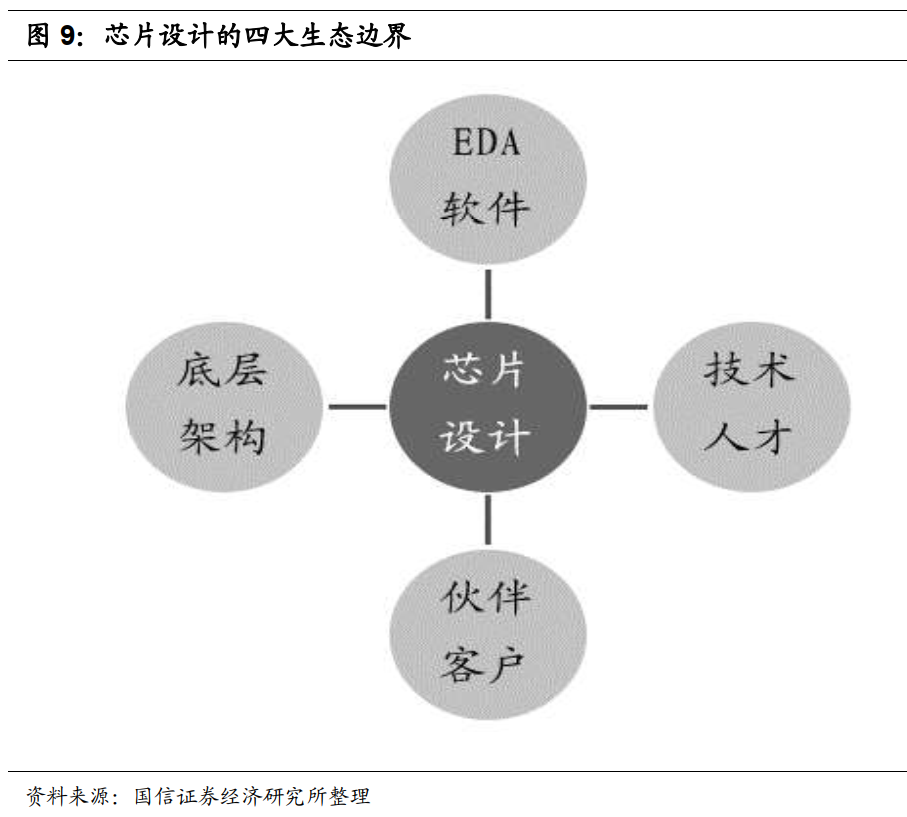 图 9：芯片设计的四大生态边界
EDA
软件
底层
架构
芯片
设计
技术
人才
伙伴
客户
资料来源：国信证券经济研究所整理